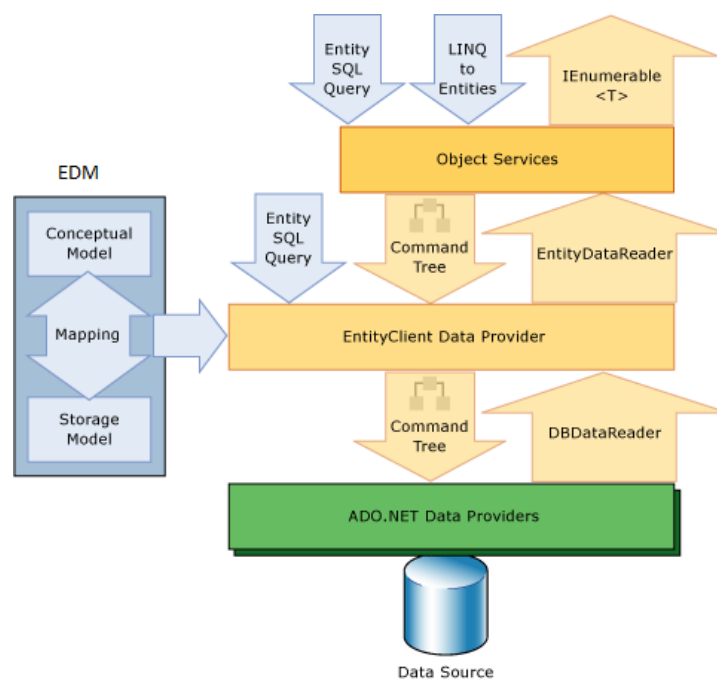 Entity
SQL
Query
LINQ
to
Entities
IEnumerable
<T>
Object Services
EDM
Conceptual
Model
Mapping
Storage
Model
Entity
SQL
Query
Command
Tree
EntityDataReader
EntityClient Data Provider
Command
Tree
DBDataReader
ADO.NET Data Providers
Data Source